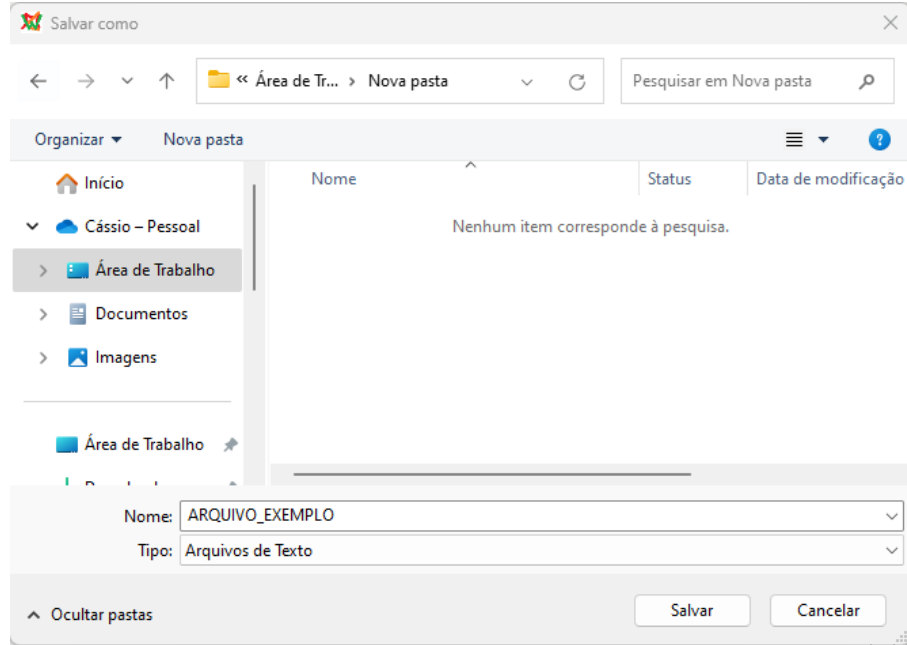 Salvar como
« Área de Tr... › Nova pasta
Pesquisar em Nova pasta
Organizar
Nova pasta
?
Início
Cássio – Pessoal
Área de Trabalho
Documentos
Imagens
Área de Trabalho
Nome
Status
Data de modificação
Nenhum item corresponde à pesquisa.
Nome: ARQUIVO_EXEMPLO
Tipo: Arquivos de Texto
Ocultar pastas
Salvar
Cancelar